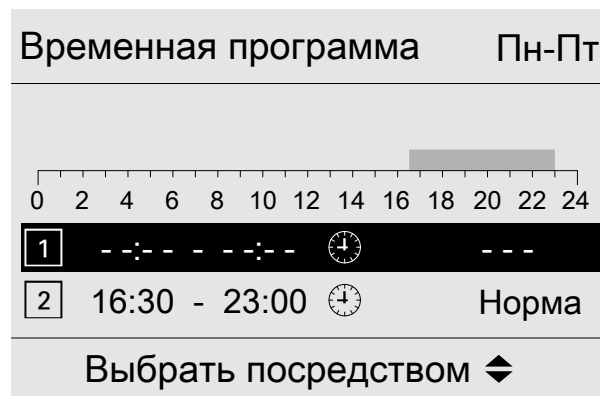 Временная программа Пн-Пт
0 2 4 6 8 10 12 14 16 18 20 22 24
1 - -:- - - - -:- - - - -
2 16:30 - 23:00 Норма
Выбрать посредством